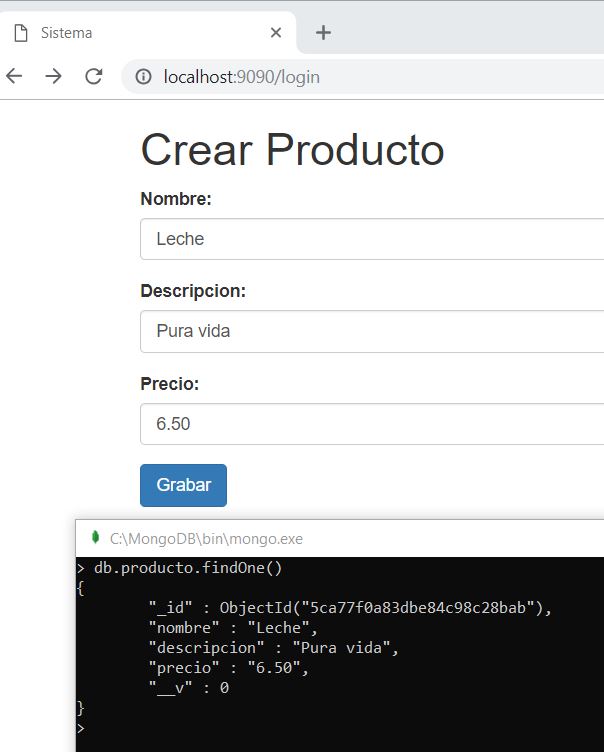 Sistema
localhost:9090/login
Crear Producto
Nombre:
Leche
Descripcion:
Pura vida
Precio:
6.50
Grabar
C:\MongoDB\bin\mongo.exe
> db.producto.findOne()
{
"_id" : ObjectId("5ca77f0a83dbe84c98c28bab"),
"nombre" : "Leche",
"descripcion" : "Pura vida",
"precio" : "6.50",
"__v" : 0
}
>